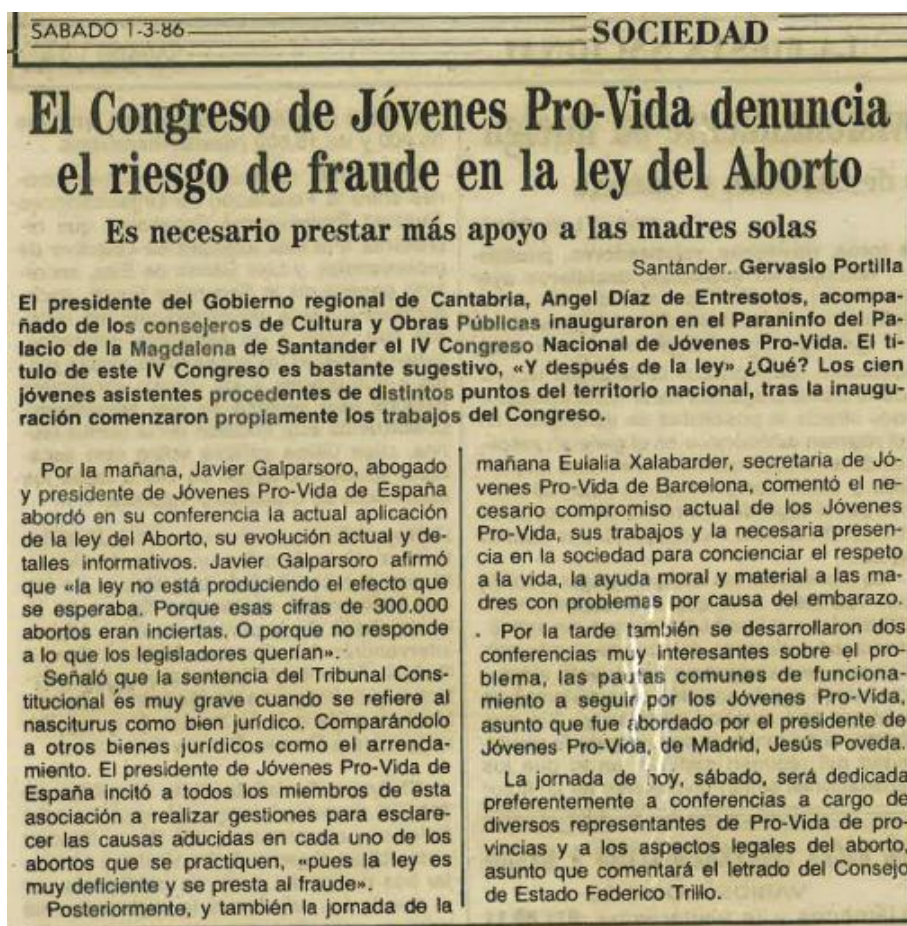 SABADO 1-3-86
SOCIEDAD
El Congreso de Jóvenes Pro-Vida denuncia
el riesgo de fraude en la ley del Aborto
Es necesario prestar más apoyo a las madres solas
Santander. Gervasio Portilla
El presidente del Gobierno regional de Cantabria, Angel Díaz de Entresotos, acompa-
ñado de los consejeros de Cultura y Obras Públicas inauguraron en el Paraninfo del Pa-
lacio de la Magdalena de Santander el IV Congreso Nacional de Jóvenes Pro-Vida. El tí-
tulo de este IV Congreso es bastante sugestivo, «Y después de la ley» ¿Qué? Los cien
jóvenes asistentes procedentes de distintos puntos del territorio nacional, tras la inaugu-
ración comenzaron propiamente los trabajos del Congreso.
Por la mañana, Javier Galparsoro, abogado
y presidente de Jóvenes Pro-Vida de España
abordó en su conferencia la actual aplicación
de la ley del Aborto, su evolución actual y de-
talles informativos. Javier Galparsoro afirmó
que «la ley no está produciendo el efecto que
se esperaba. Porque esas cifras de 300.000
abortos eran inciertas. O porque no responde
a lo que los legisladores querían».
Señaló que la sentencia del Tribunal Cons-
titucional es muy grave cuando se refiere al
nasciturus como bien jurídico. Comparándolo
a otros bienes jurídicos como el arrenda-
miento. El presidente de Jóvenes Pro-Vida de
España incitó a todos los miembros de esta
asociación a realizar gestiones para esclare-
cer las causas aducidas en cada uno de los
abortos que se practiquen, «pues la ley es
muy deficiente y se presta al fraude».
Posteriormente, y también la jornada de la
mañana Eulalia Xalabarder, secretaria de Jó-
venes Pro-Vida de Barcelona, comentó el ne-
cesario compromiso actual de los Jóvenes
Pro-Vida, sus trabajos y la necesaria presen-
cia en la sociedad para concienciar el respeto
a la vida, la ayuda moral y material a las ma-
dres con problemas por causa del embarazo.
Por la tarde también se desarrollaron dos
conferencias muy interesantes sobre el pro-
blema, las pautas comunes de funciona-
miento a seguir por los Jóvenes Pro-Vida,
asunto que fue abordado por el presidente de
Jóvenes Pro-Vida, de Madrid, Jesús Poveda.
La jornada de hoy, sábado, será dedicada
preferentemente a conferencias a cargo de
diversos representantes de Pro-Vida de pro-
vincias y a los aspectos legales del aborto,
asunto que comentará el letrado del Consejo
de Estado Federico Trillo.